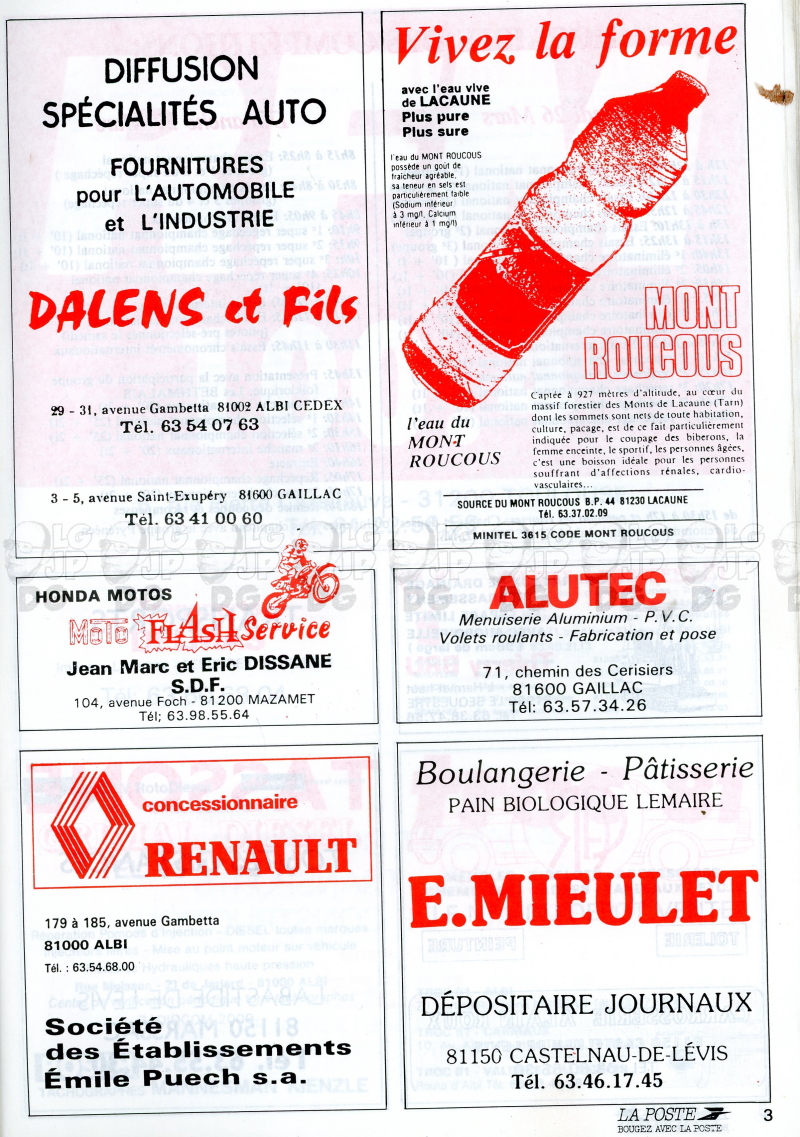 DIFFUSION
SPÉCIALITÉS AUTO
FOURNITURES
pour L'AUTOMOBILE
et L'INDUSTRIE
DALENS et Fils
29 - 31, avenue Gambetta 81002 ALBI CEDEX
Tél. 63 54 07 63
3 - 5, avenue Saint-Exupéry 81600 GAILLAC
Tél. 63 41 00 60
Vivez la forme
avec l'eau vive
de LACAUNE
Plus pure
Plus sure
l'eau du MONT ROUCOUS
possède un goût de
fraîcheur agréable,
sa teneur en sels est
particulièrement faible
(Sodium inférieur
à 3 mg/l, Calcium
inférieur à 1 mg/l)
MONT
ROUCOUS
Captée à 927 mètres d'altitude, au cœur du
massif forestier des Monts de Lacaune (Tarn)
dont les sommets sont nets de toute habitation,
culture, pacage, est de ce fait particulièrement
indiquée pour le coupage des biberons, la
femme enceinte, le sportif, les personnes âgées,
c'est une boisson idéale pour les personnes
souffrant d'affections rénales, cardio-
vasculaires...
l'eau du
MONT
ROUCOUS
SOURCE DU MONT ROUCOUS B.P. 44 81230 LACAUNE
Tél. 63.37.02.09
MINITEL 3615 CODE MONT ROUCOUS
HONDA MOTOS
MOTO FLASH Service
Jean Marc et Eric DISSANE
S.D.F.
104, avenue Foch - 81200 MAZAMET
Tél; 63.98.55.64
ALUTEC
Menuiserie Aluminium - P.V.C.
Volets roulants - Fabrication et pose
71, chemin des Cerisiers
81600 GAILLAC
Tél: 63.57.34.26
concessionnaire
RENAULT
179 à 185, avenue Gambetta
81000 ALBI
Tél. : 63.54.68.00
Société
des Établissements
Émile Puech s.a.
Boulangerie - Pâtisserie
PAIN BIOLOGIQUE LEMAIRE
E.MIEULET
DÉPOSITAIRE JOURNAUX
81150 CASTELNAU-DE-LÉVIS
Tél. 63.46.17.45
LA POSTE
BOUGEZ AVEC LA POSTE
3